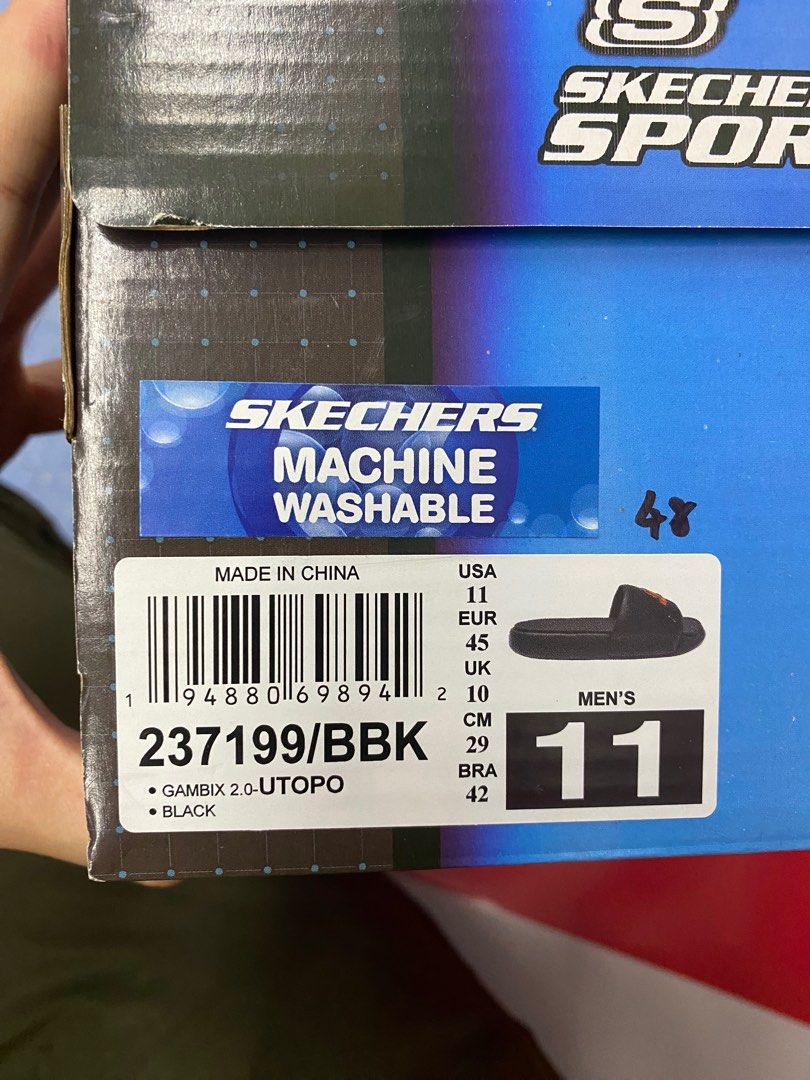 S
SKECHE
SPOR
SKECHERS.
MACHINE
WASHABLE
48
MADE IN CHINA
1 94880 69894 2
237199/BBK
• GAMBIX 2.0-UTOPO
• BLACK
USA
11
EUR
45
UK
10
CM
29
BRA
42
MEN'S
11